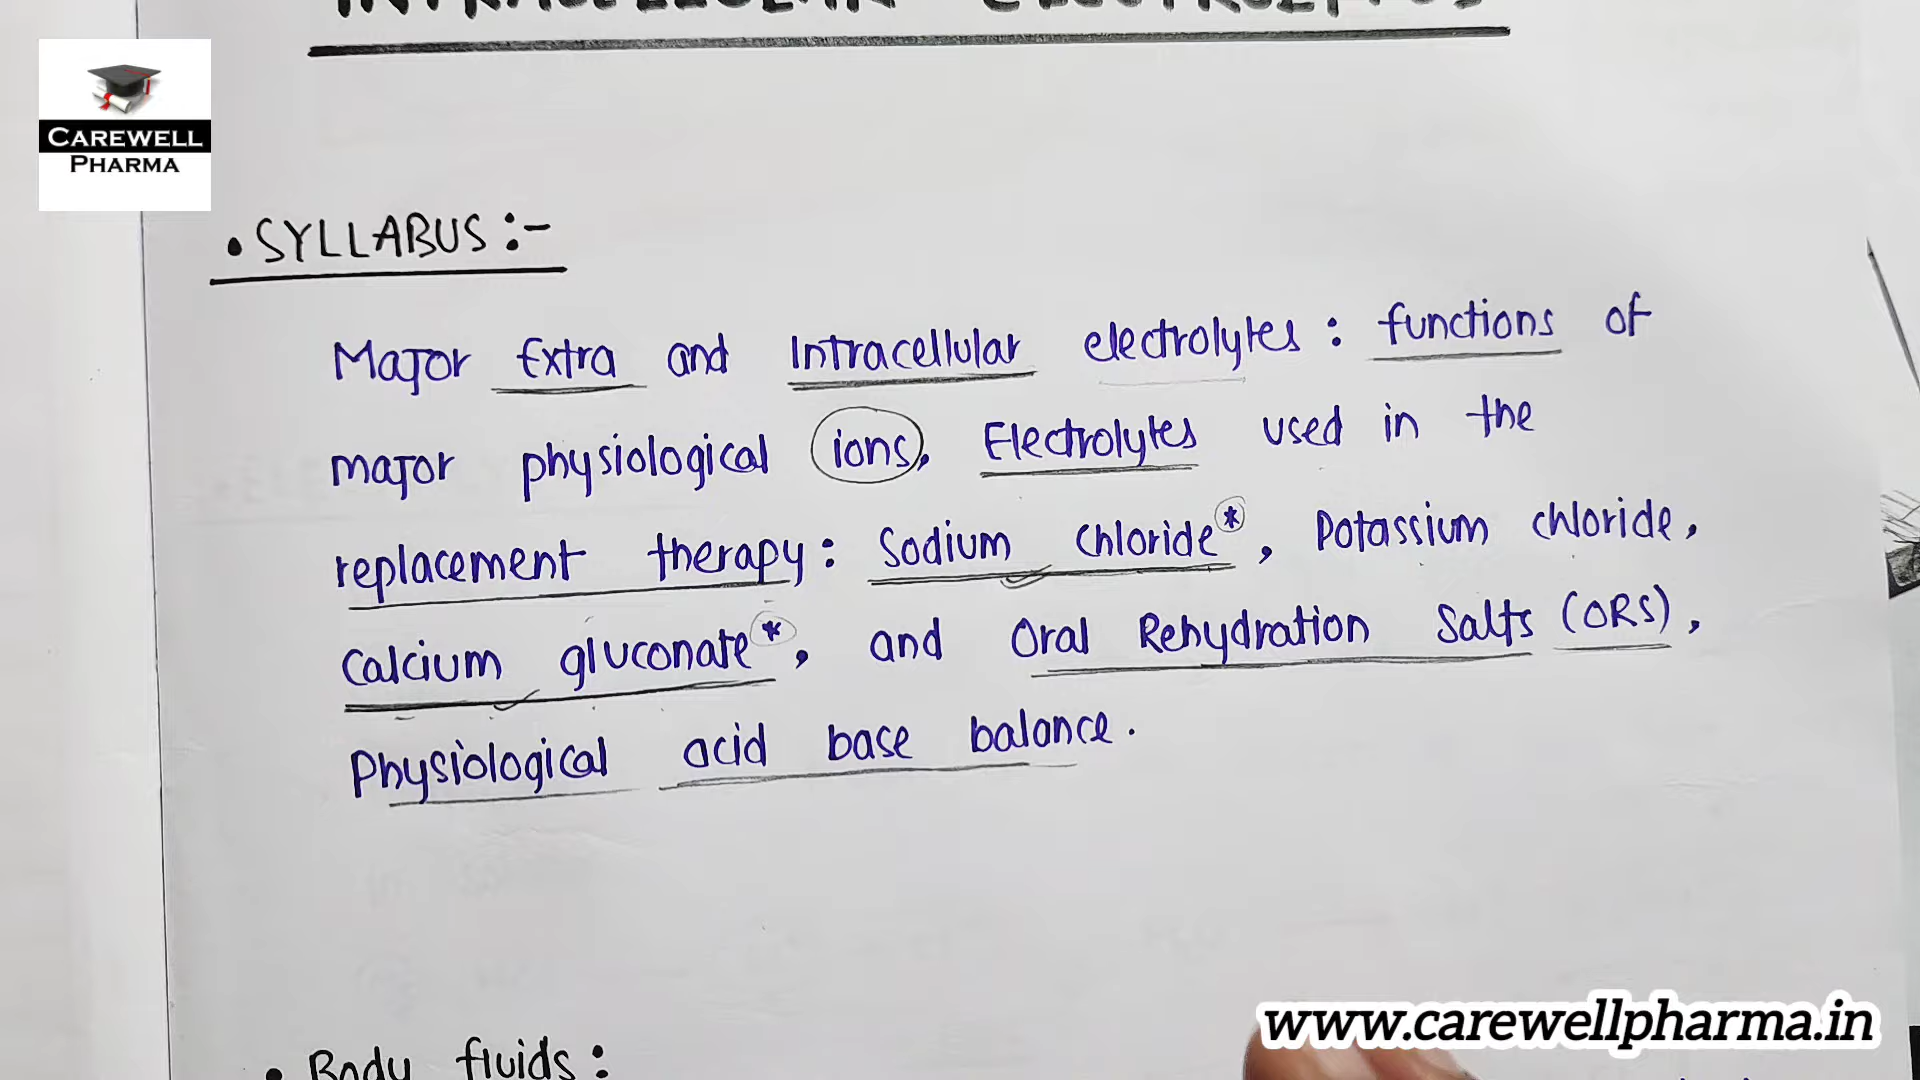 INTRACELLULAR ELECTROLYTES
CAREWELL
PHARMA
• SYLLABUS :-
Major Extra and Intracellular electrolytes : functions of
major physiological ions, Electrolytes used in the
replacement therapy : Sodium chloride*, Potassium chloride,
Calcium gluconate*, and Oral Rehydration Salts (ORS),
Physiological acid base balance.
www.carewellpharma.in
• Body fluids :